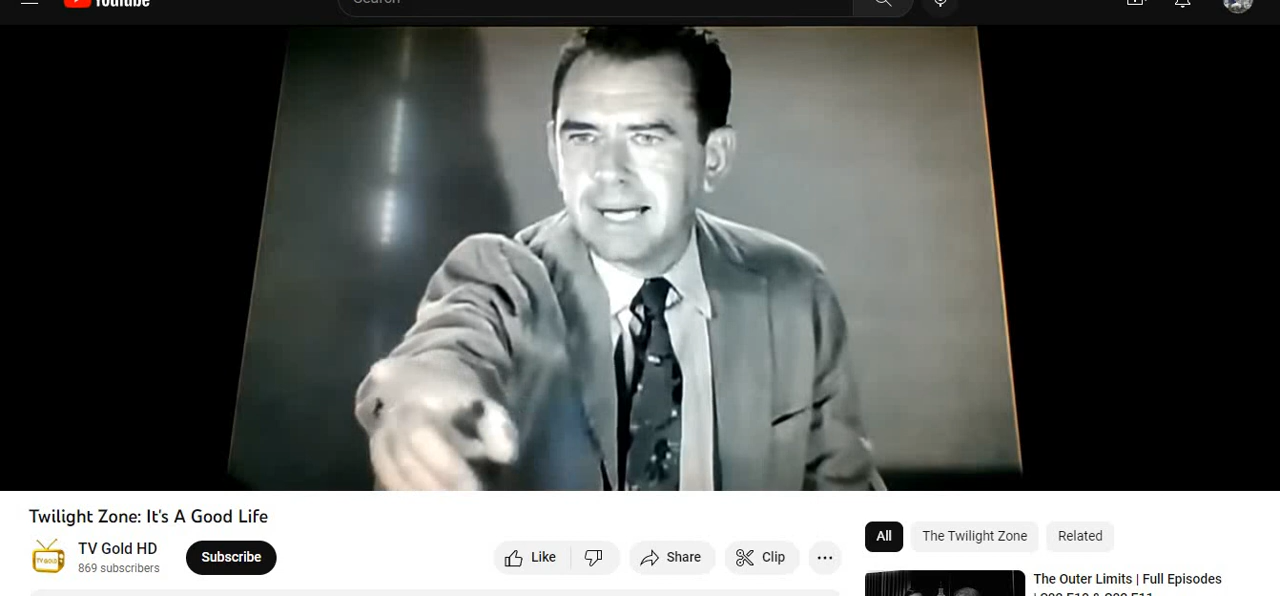 YouTube
Search
Twilight Zone: It's A Good Life
TV Gold HD
869 subscribers
Subscribe
Like
Share
Clip
All
The Twilight Zone
Related
The Outer Limits | Full Episodes